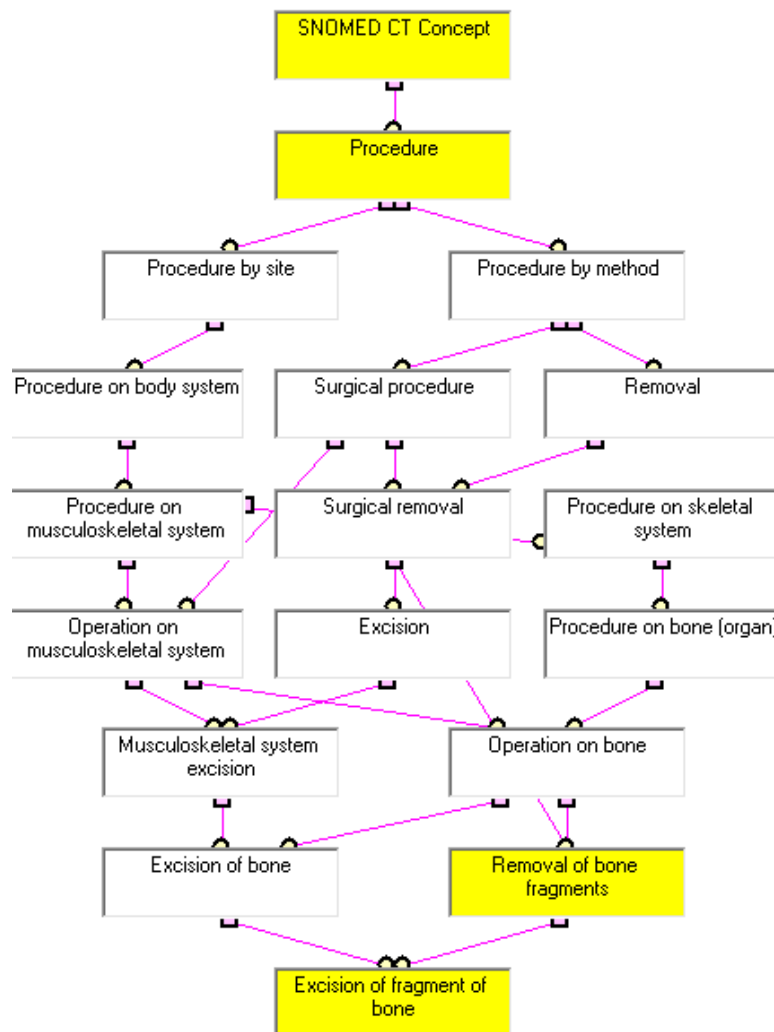 SNOMED CT Concept
Procedure
Procedure by site
Procedure by method
Procedure on body system
Surgical procedure
Removal
Procedure on
musculoskeletal system
Surgical removal
Procedure on skeletal
system
Operation on
musculoskeletal system
Excision
Procedure on bone (organ)
Musculoskeletal system
excision
Operation on bone
Excision of bone
Removal of bone
fragments
Excision of fragment of
bone